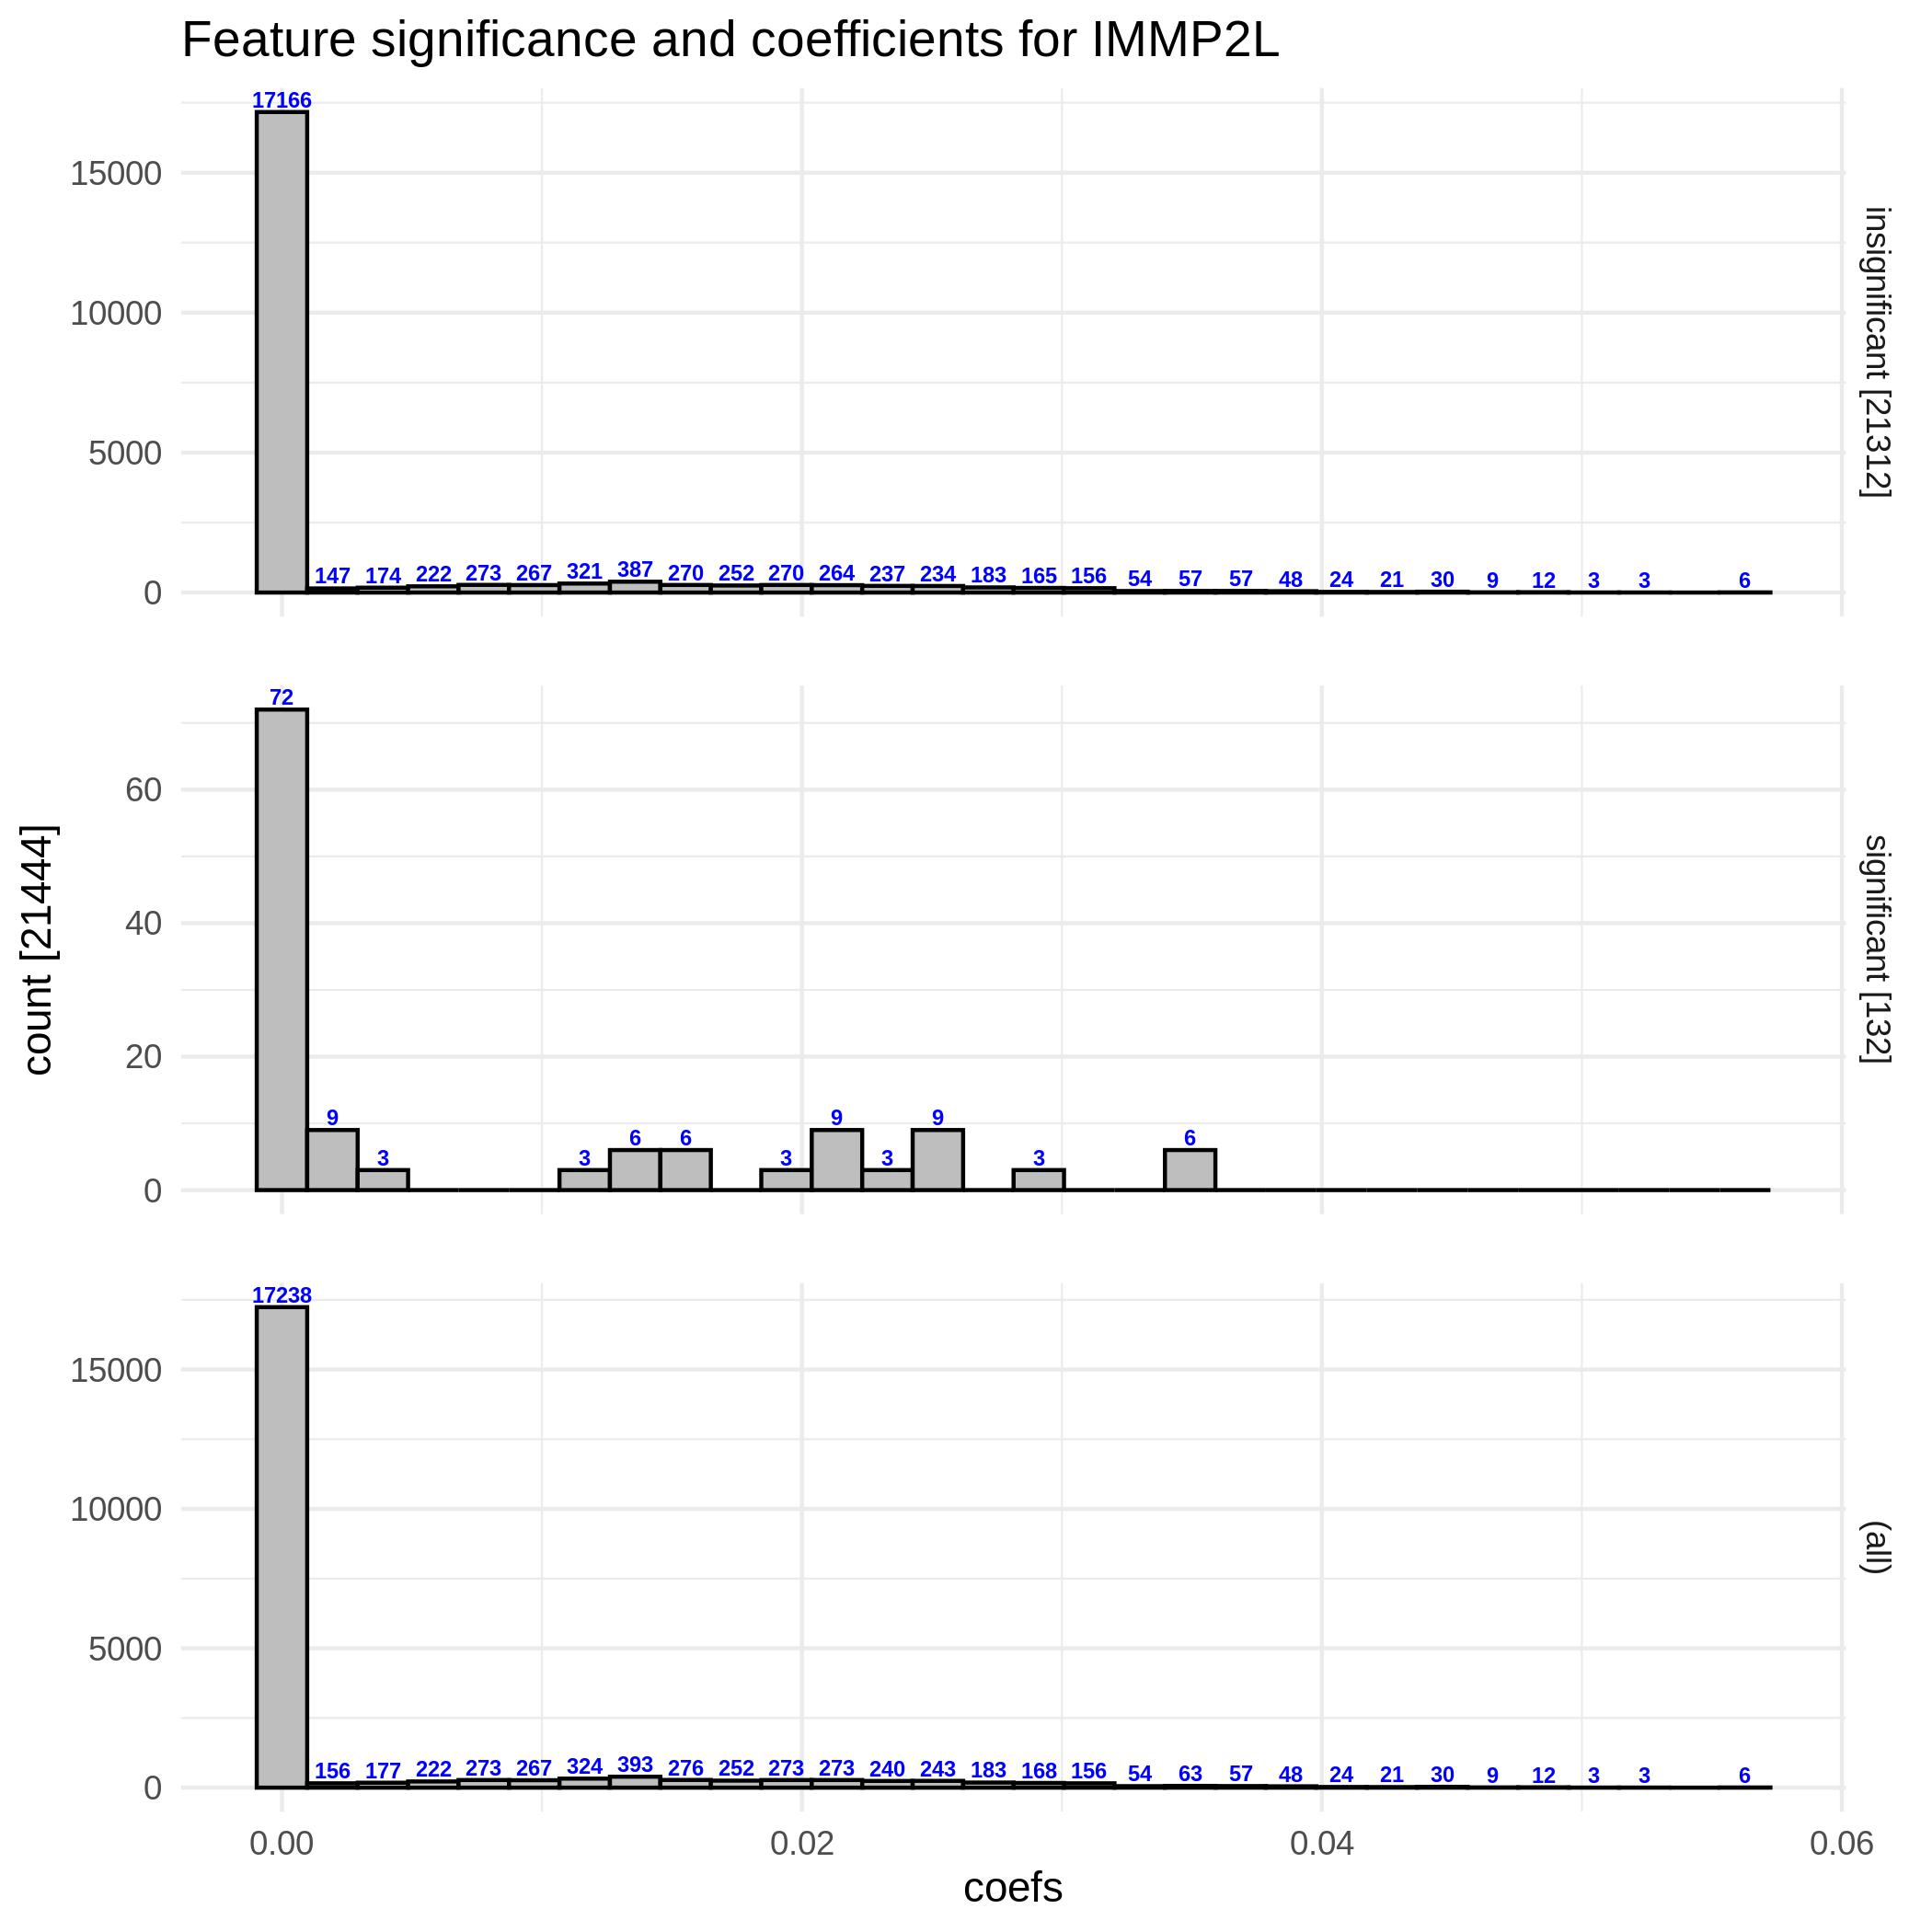 Feature significance and coefficients for IMMP2L
17166
15000
10000
5000
0
147 174 222 273 267 321 387 270 252 270 264 237 234 183 165 156 54 57 57 48 24 21 30 9 12 3 3 6
insignificant [21312]
count [21444]
72
60
40
20
0
9 3 3 6 6 3 9 3 9 3 6
significant [132]
17238
15000
10000
5000
0
156 177 222 273 267 324 393 276 252 273 273 240 243 183 168 156 54 63 57 48 24 21 30 9 12 3 3 6
(all)
0.00 0.02 0.04 0.06
coefs